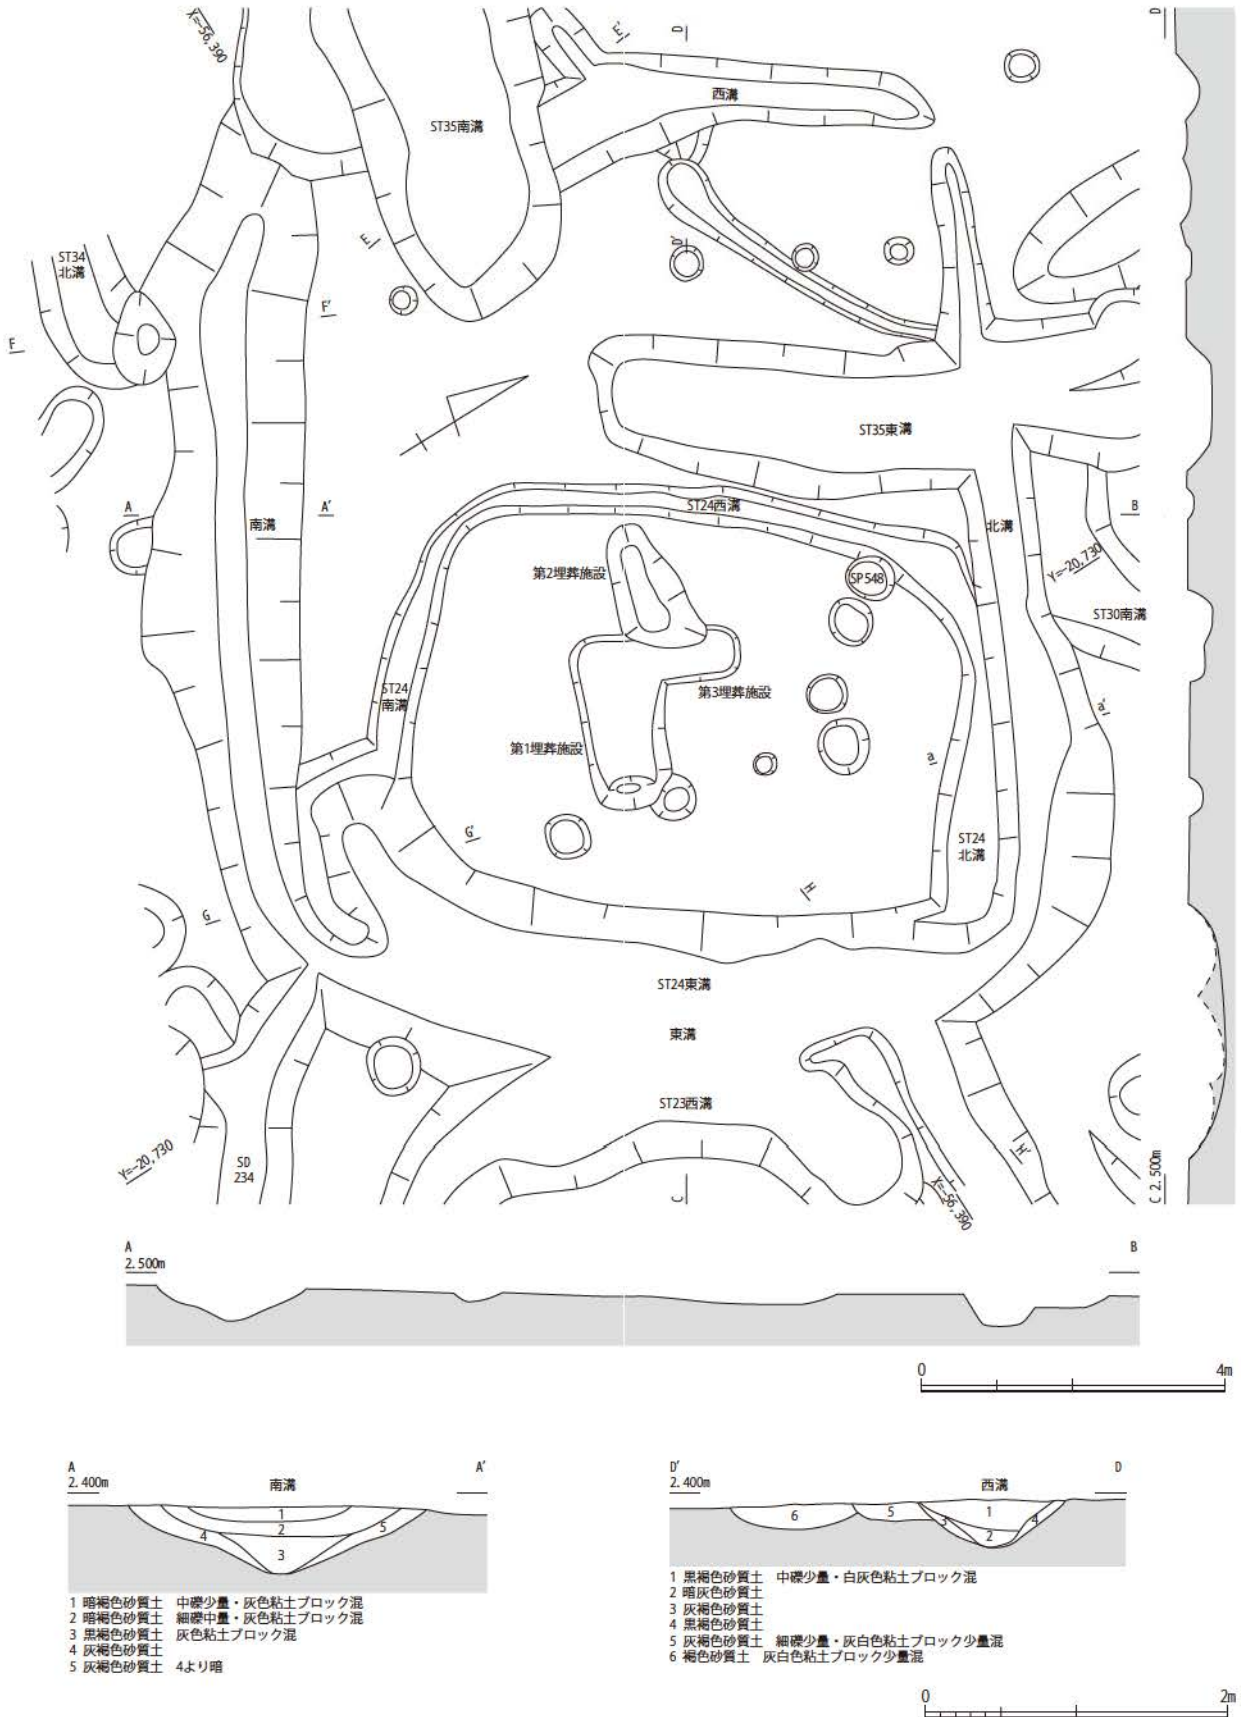 X=-56,390
E'
D
D
西溝
ST35南溝
E
D'
ST34
北溝
F'
F
ST35東溝
A
A'
ST24西溝
B
南溝
北溝
第2埋葬施設
SP548
Y=-20,730
ST30南溝
ST24
南溝
第3埋葬施設
a'
第1埋葬施設
a
G'
ST24
北溝
H
G
ST24東溝
東溝
ST23西溝
Y=-20,730
SD
234
H'
C
X=-56,390
C 2.500m
A
B
2.500m
0 4m
A
A'
2.400m
南溝
1
2
3
4
5
1 暗褐色砂質土 中礫少量・灰色粘土ブロック混
2 暗褐色砂質土 細礫中量・灰色粘土ブロック混
3 黒褐色砂質土 灰色粘土ブロック混
4 灰褐色砂質土
5 灰褐色砂質土 4より暗
D'
D
2.400m
西溝
6
5
3
1
2
4
1 黒褐色砂質土 中礫少量・白灰色粘土ブロック混
2 暗灰色砂質土
3 灰褐色砂質土
4 黒褐色砂質土
5 灰褐色砂質土 細礫少量・灰白色粘土ブロック少量混
6 褐色砂質土 灰白色粘土ブロック少量混
0 2m